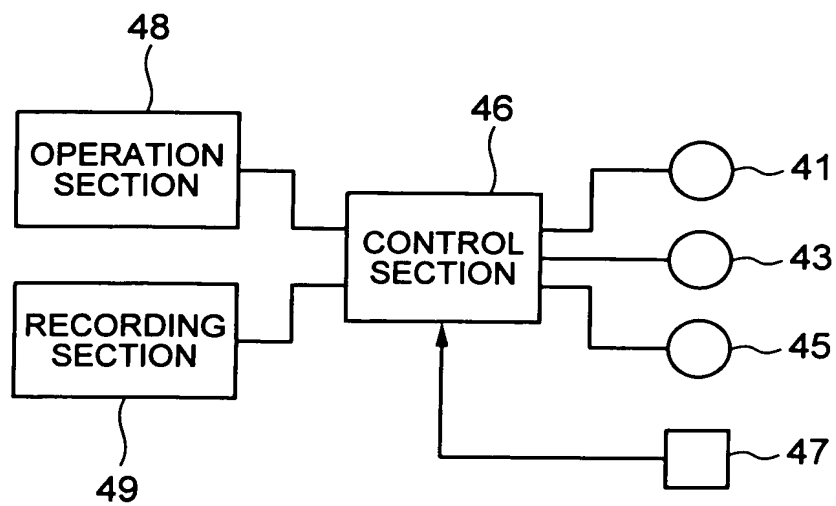 48
OPERATION
SECTION
46
CONTROL
SECTION
41
43
45
47
RECORDING
SECTION
49